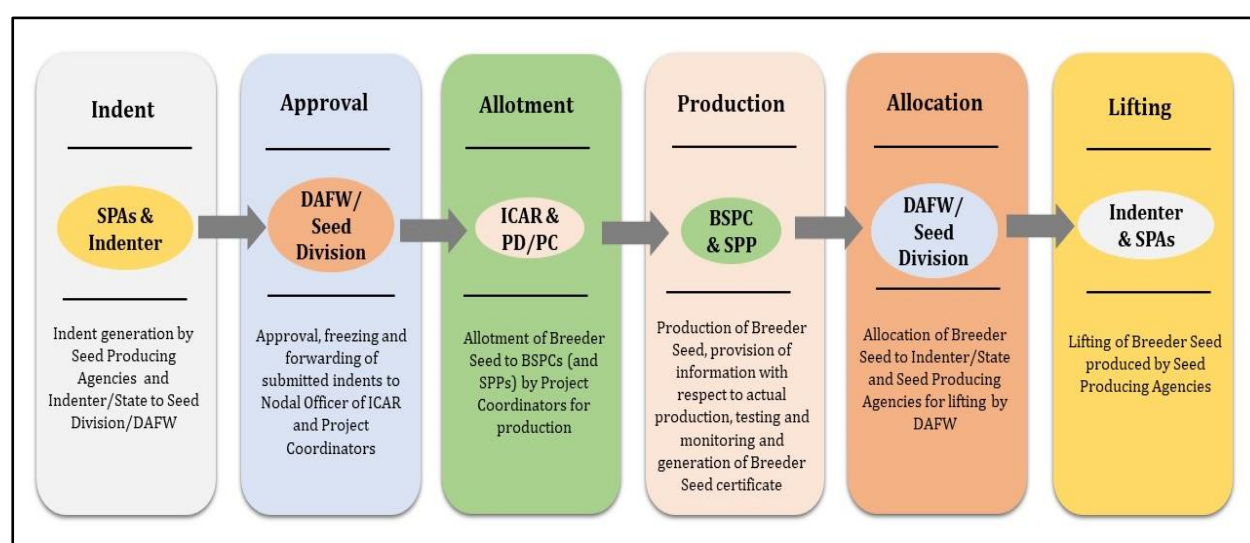 Indent
SPAs &
Indenter
Indent generation by
Seed Producing
Agencies and
Indenter/State to Seed
Division/DAFW
Approval
DAFW/
Seed
Division
Approval, freezing and
forwarding of
submitted indents to
Nodal Officer of ICAR
and Project
Coordinators
Allotment
ICAR &
PD/PC
Allotment of Breeder
Seed to BSPCs (and
SPPs) by Project
Coordinators for
production
Production
BSPC
& SPP
Production of Breeder
Seed, provision of
information with
respect to actual
production, testing and
monitoring and
generation of Breeder
Seed certificate
Allocation
DAFW/
Seed
Division
Allocation of Breeder
Seed to Indenter/State
and Seed Producing
Agencies for lifting by
DAFW
Lifting
Indenter
& SPAs
Lifting of Breeder Seed
produced by Seed
Producing Agencies